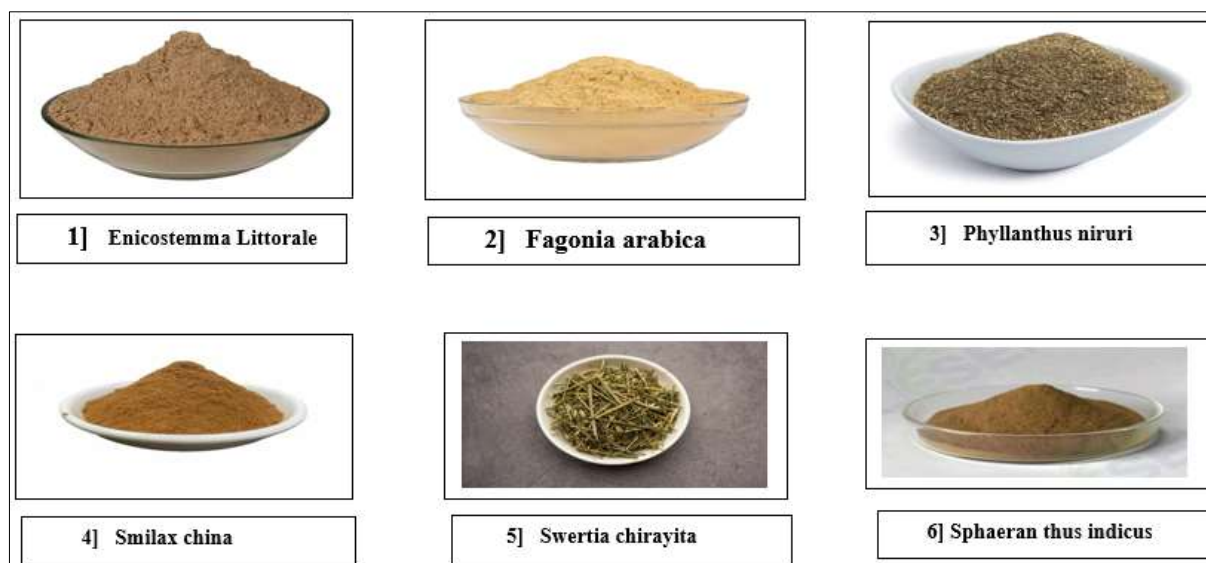 1] Enicostemma Littorale
2] Fagonia arabica
3] Phyllanthus niruri
4] Smilax china
5] Swertia chirayita
6] Sphaeran thus indicus